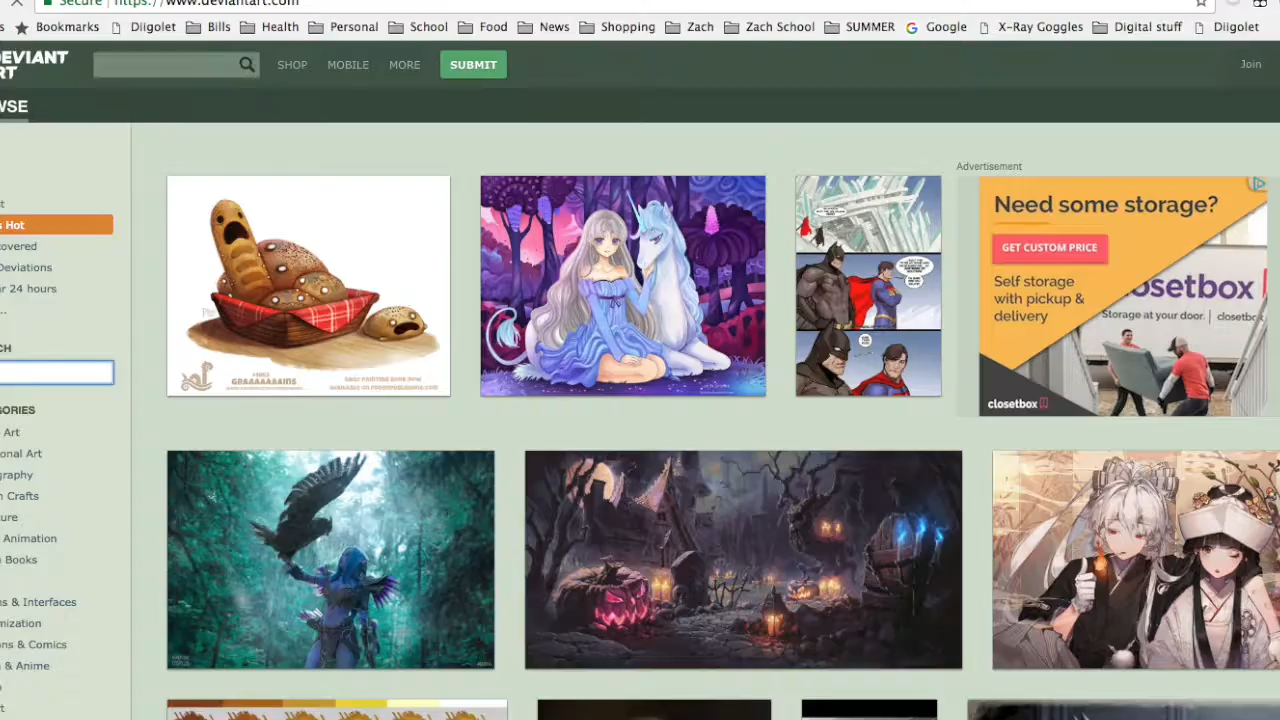 Secure https://www.deviantart.com
Bookmarks Diigolet Bills Health Personal School Food News Shopping Zach Zach School SUMMER Google X-Ray Goggles Digital stuff Diigolet
DEVIANT
ART
SHOP MOBILE MORE SUBMIT Join
WSE
Advertisement
t
s Hot
covered
Deviations
r 24 hours
...
CH
GORIES
Art
onal Art
graphy
n Crafts
ure
Animation
Books
s & Interfaces
mization
ons & Comics
& Anime
t
Need some storage?
GET CUSTOM PRICE
Self storage
with pickup &
delivery
closetbox
Storage at your door. closetbox
closetbox
GRAAAAAAINS